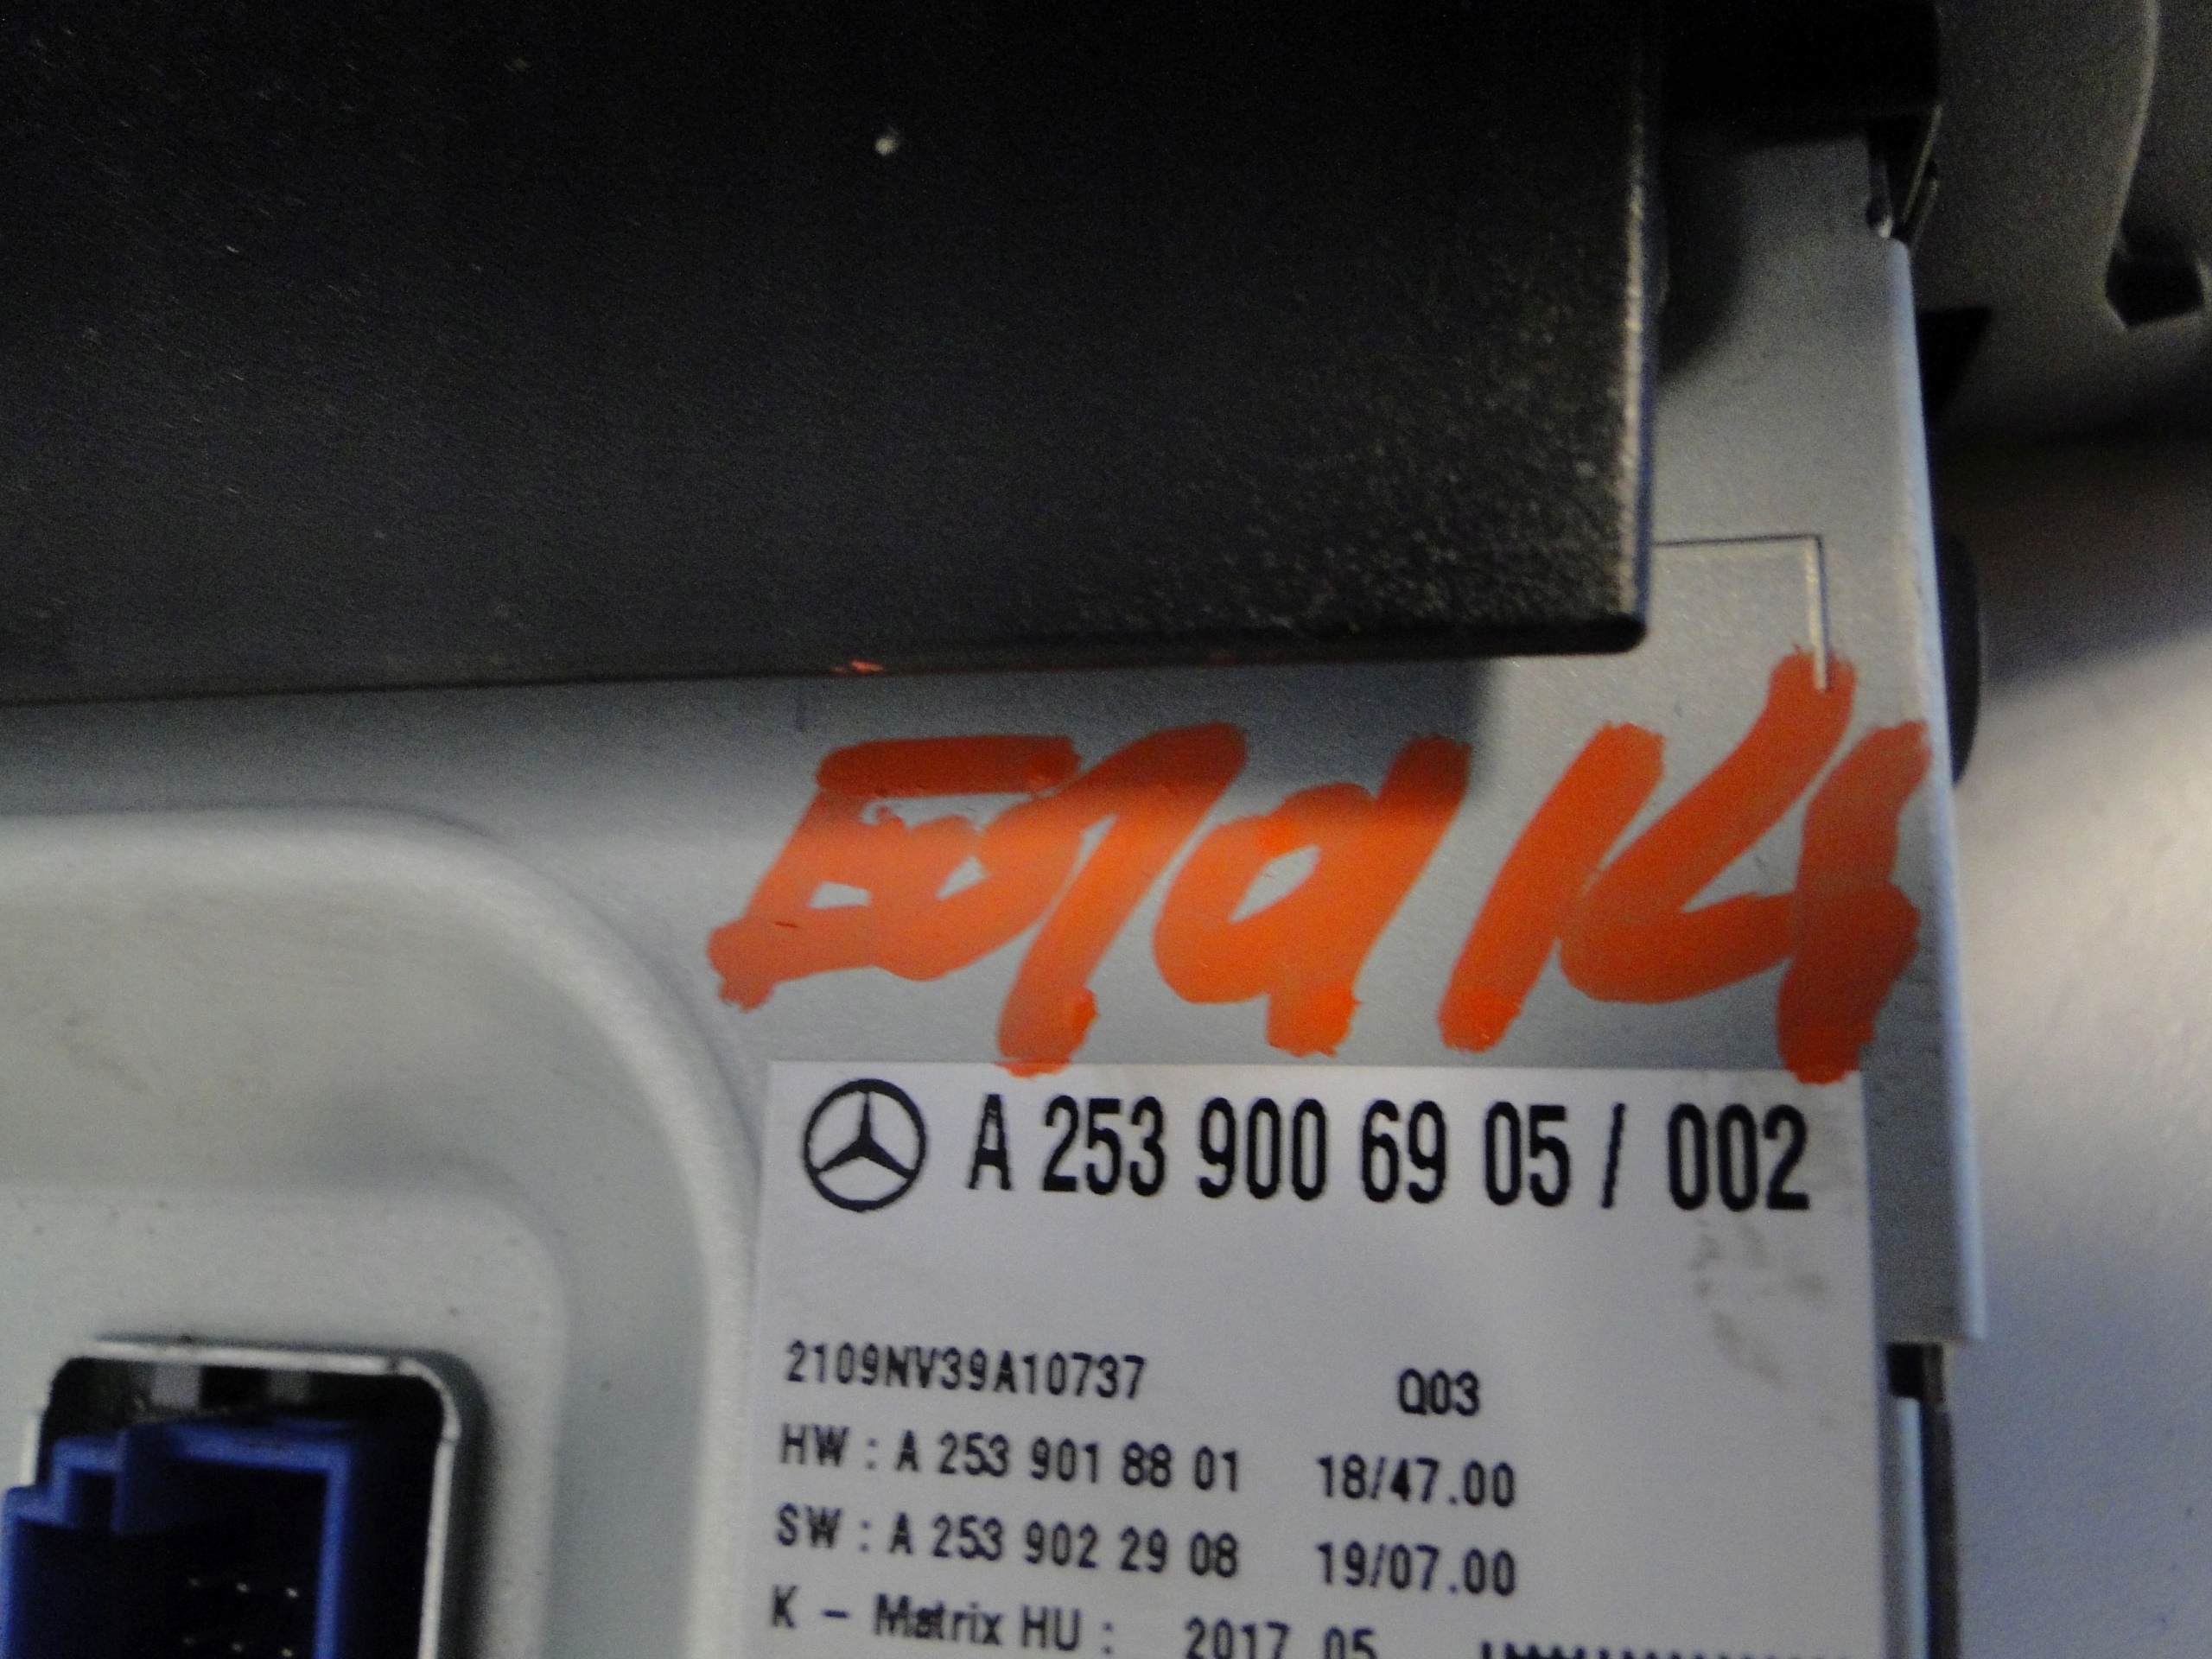 A 253 900 69 05 / 002
2109NV39A10737 Q03
HW : A 253 901 88 01 18/47.00
SW : A 253 902 29 08 19/07.00
K - Matrix HU : 2017 05